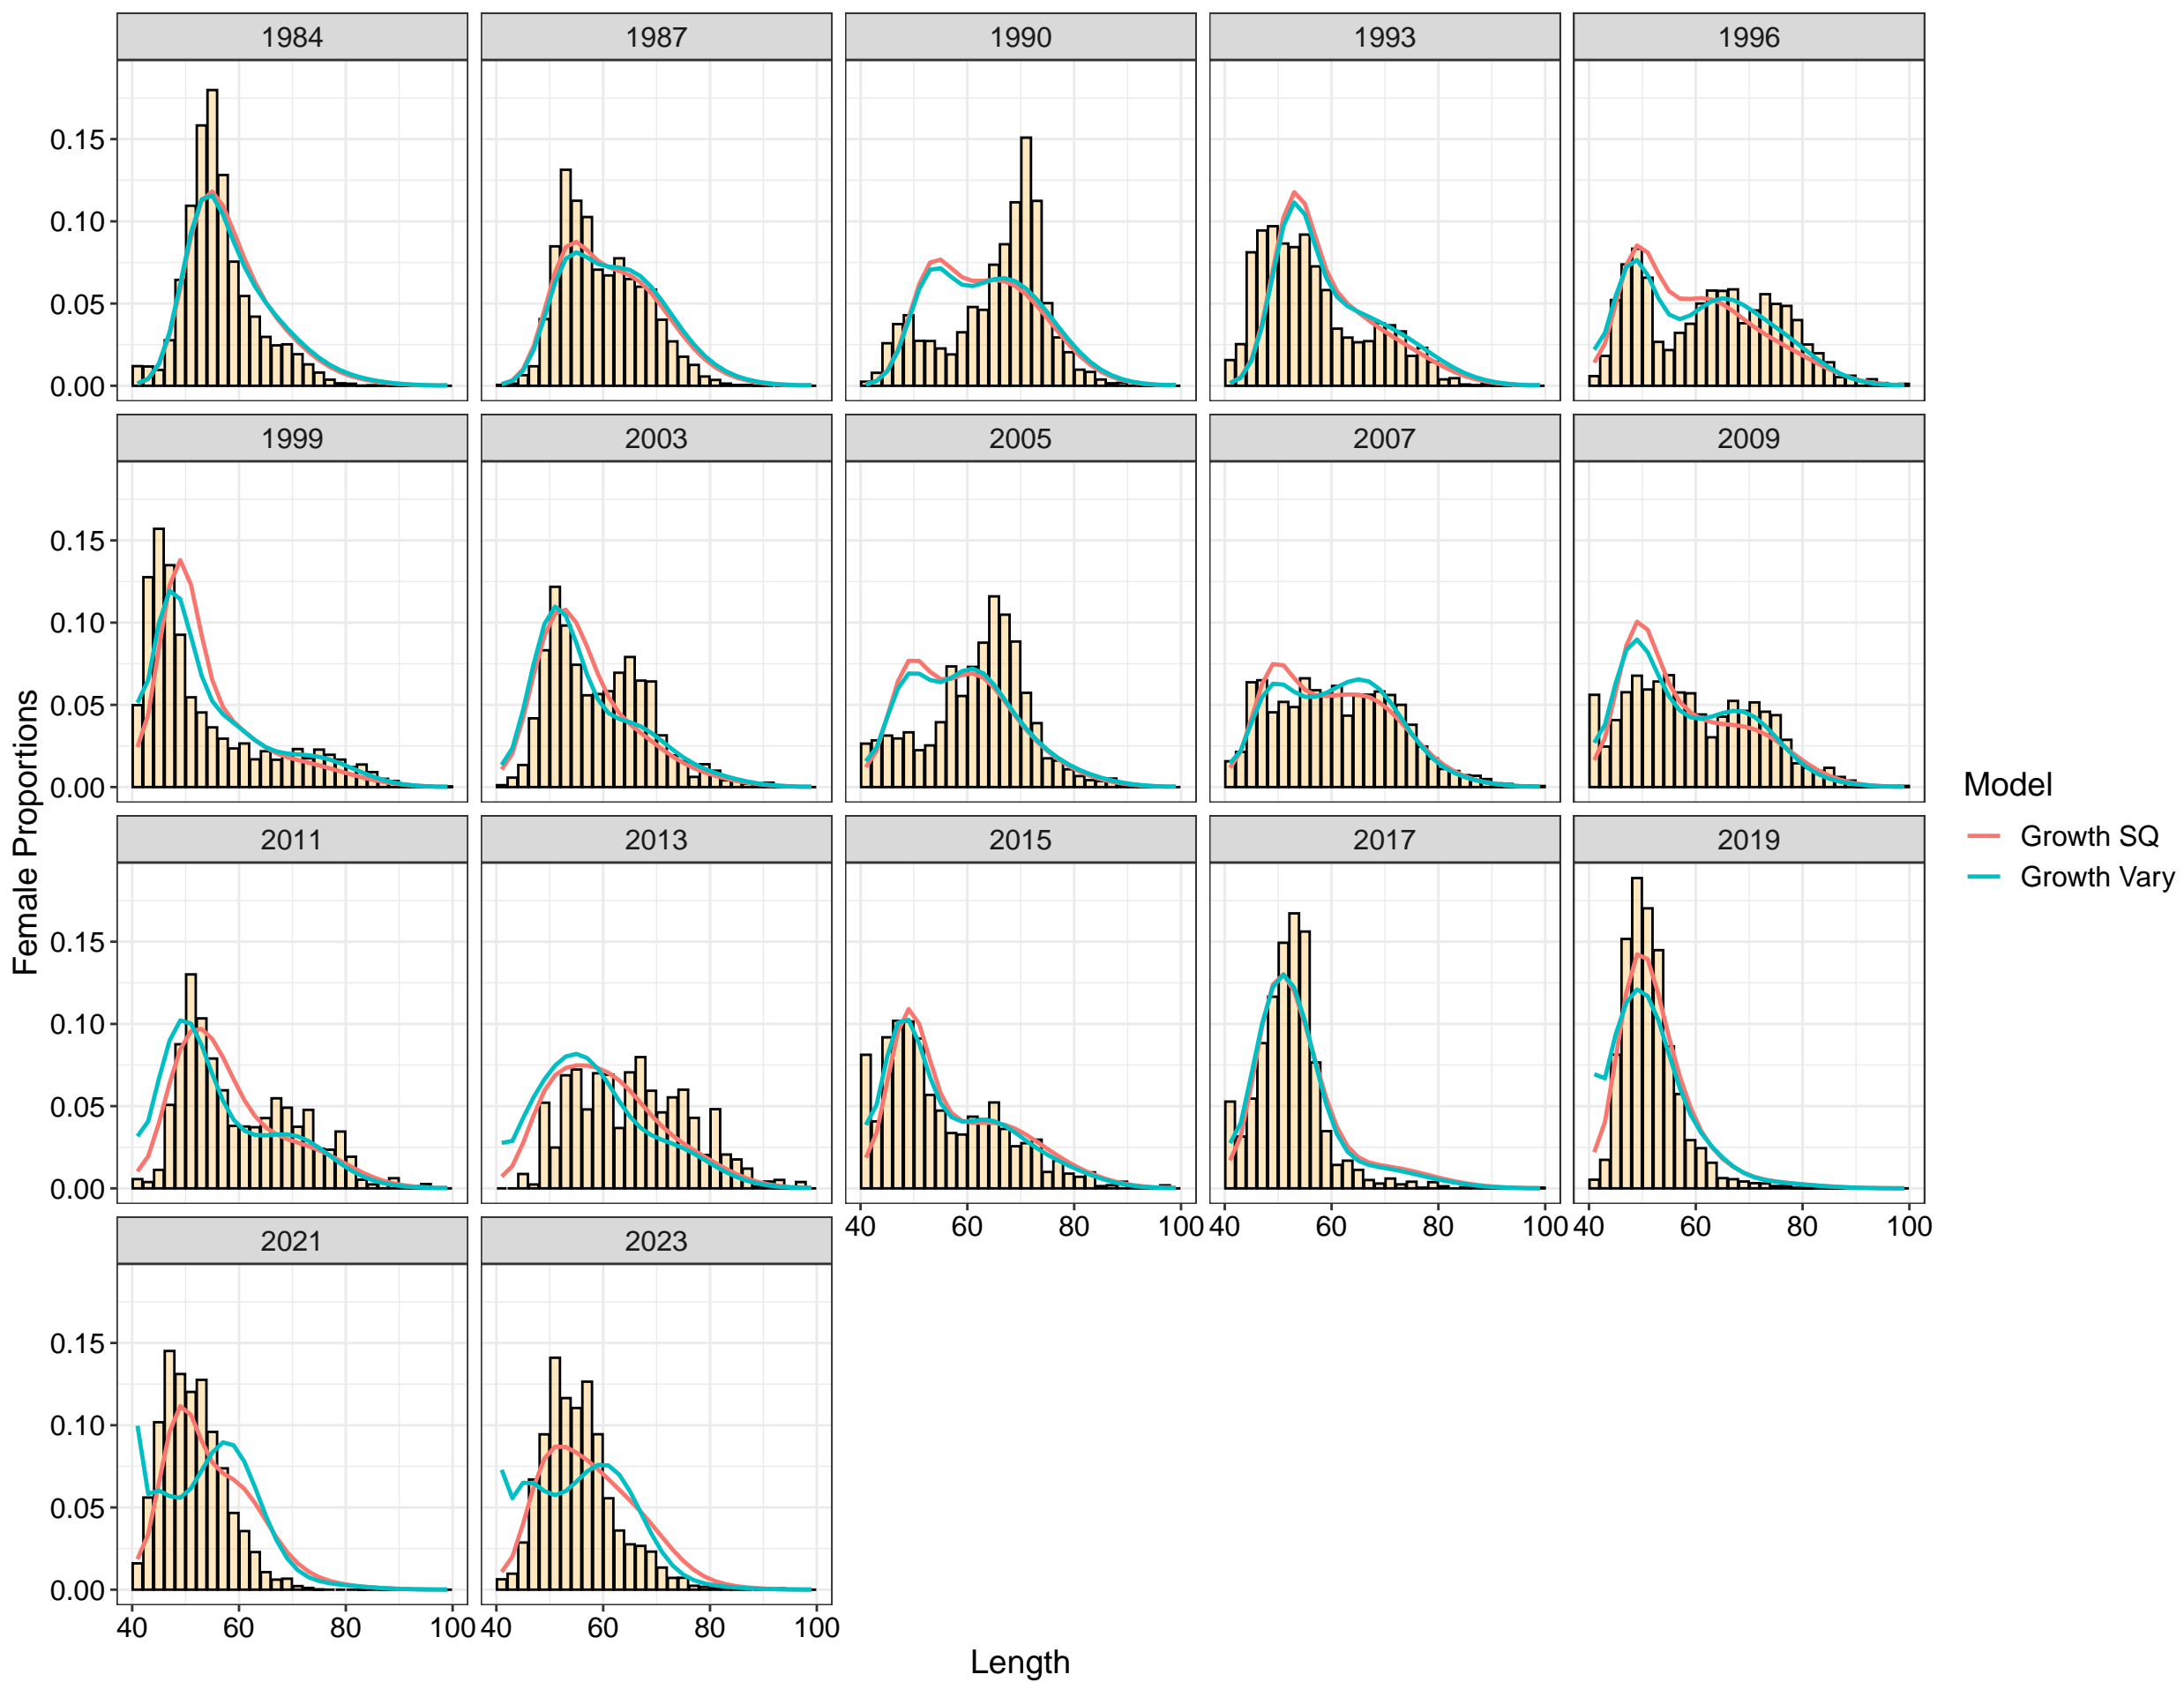 1984 1987 1990 1993 1996
0.15
0.10
0.05
0.00
1999 2003 2005 2007 2009
0.15
0.10
0.05
0.00
Female Proportions
Model
Growth SQ
Growth Vary
2011 2013 2015 2017 2019
0.15
0.10
0.05
0.00
40 60 80 100 40 60 80 100 40 60 80 100
2021 2023
0.15
0.10
0.05
0.00
40 60 80 100 40 60 80 100
Length